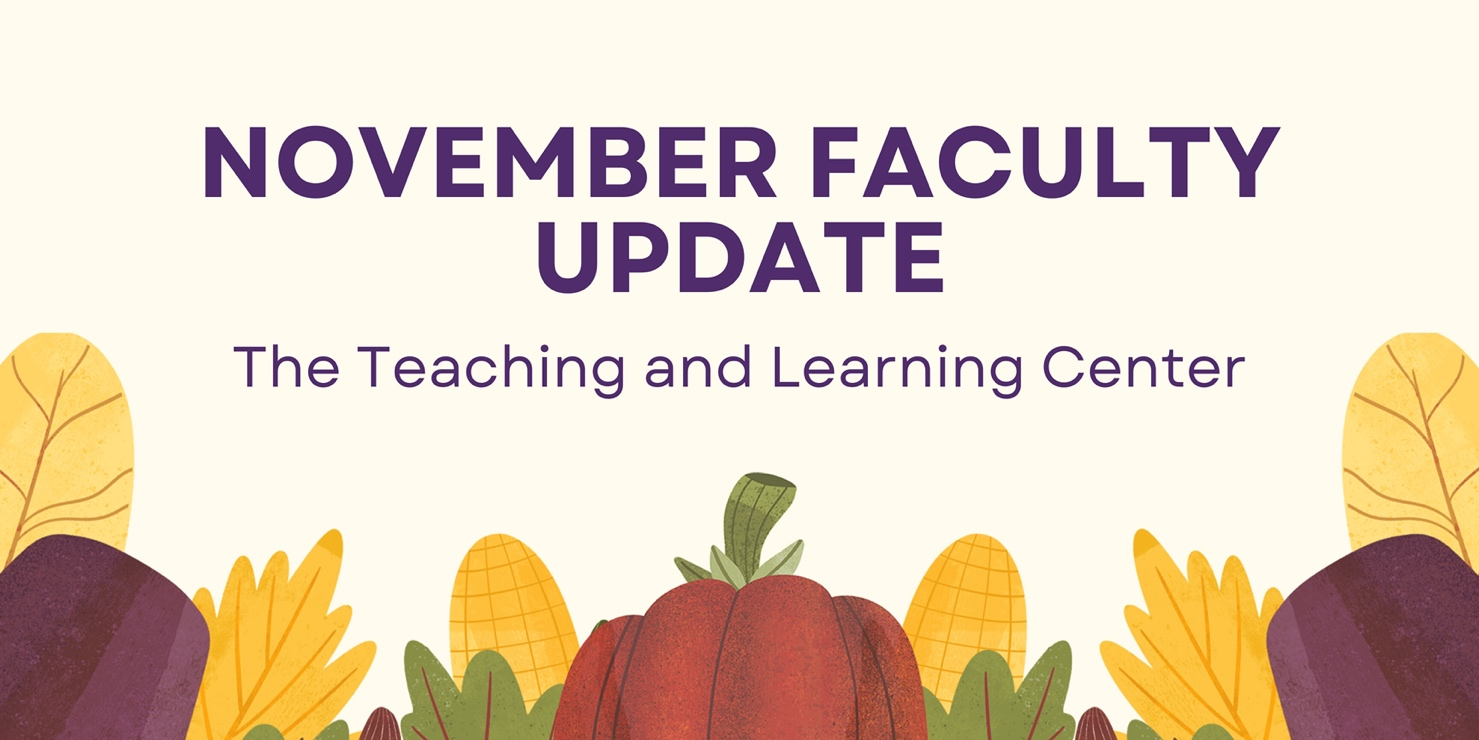 NOVEMBER FACULTY
UPDATE
The Teaching and Learning Center